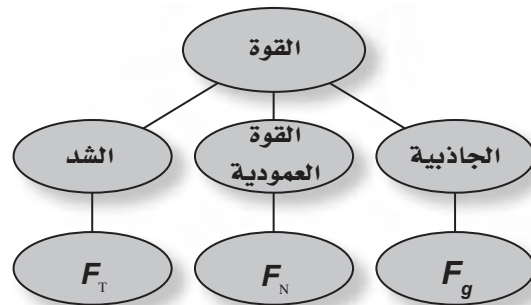 القوة
الجاذبية
القوة
العمودية
الشد
F_g
F_N
F_T